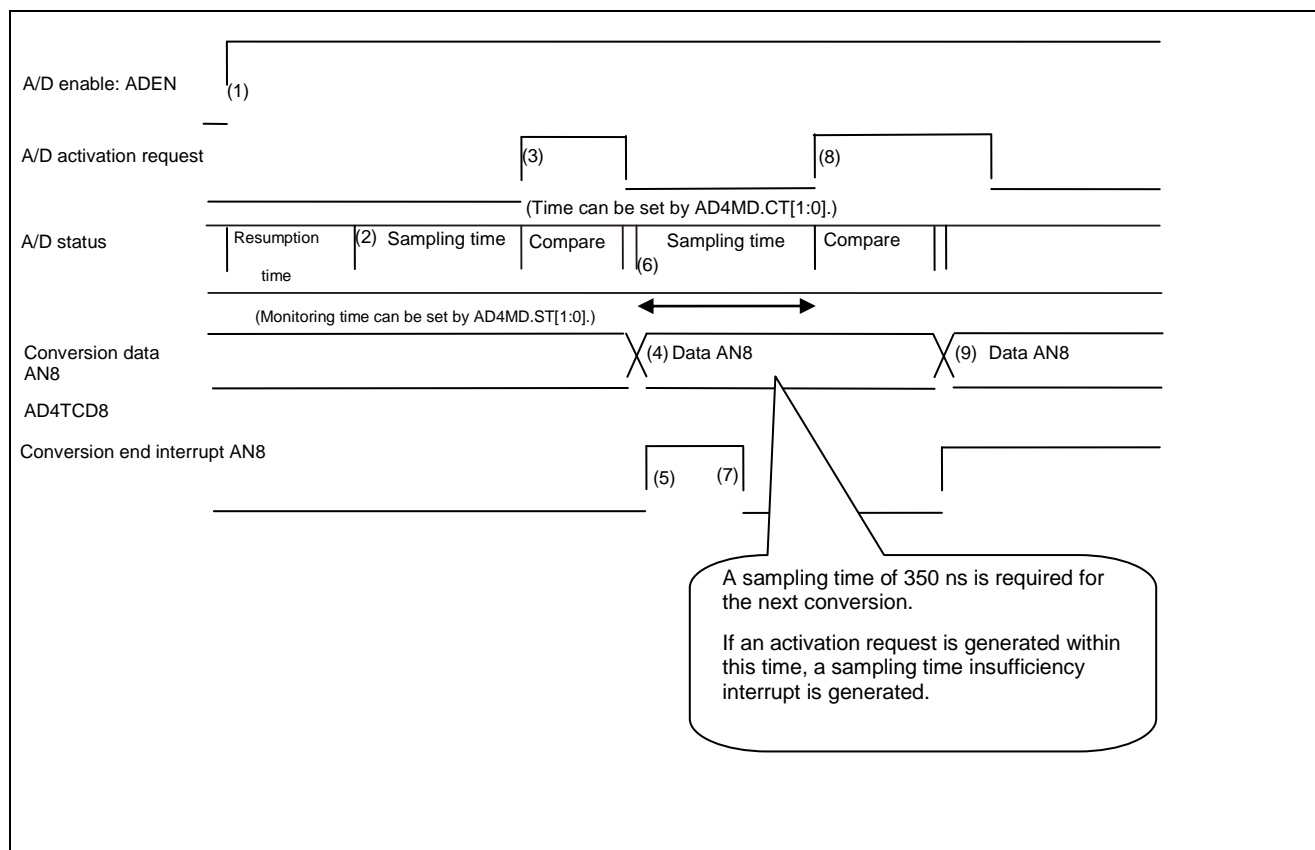 A/D enable: ADEN
(1)
A/D activation request
(3)
(8)
(Time can be set by AD4MD.CT[1:0].)
A/D status
Resumption
time
(2)
Sampling time
Compare
(6)
Sampling time
Compare
(Monitoring time can be set by AD4MD.ST[1:0].)
Conversion data
AN8
(4) Data AN8
(9) Data AN8
AD4TCD8
Conversion end interrupt AN8
(5)
(7)
A sampling time of 350 ns is required for
the next conversion.
If an activation request is generated within
this time, a sampling time insufficiency
interrupt is generated.